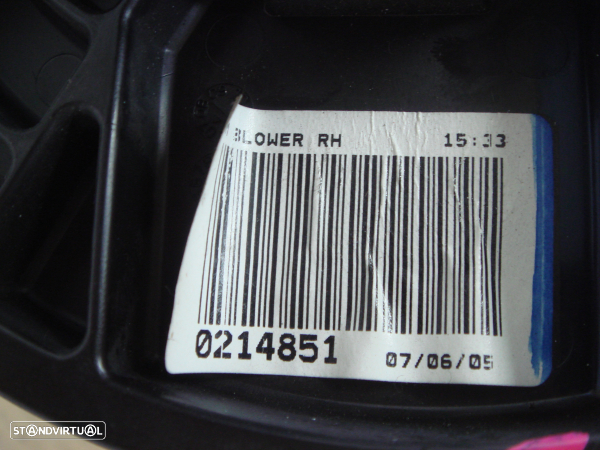 BLOWER RH 15:33
0214851 07/06/05
STANDVIRTUAL